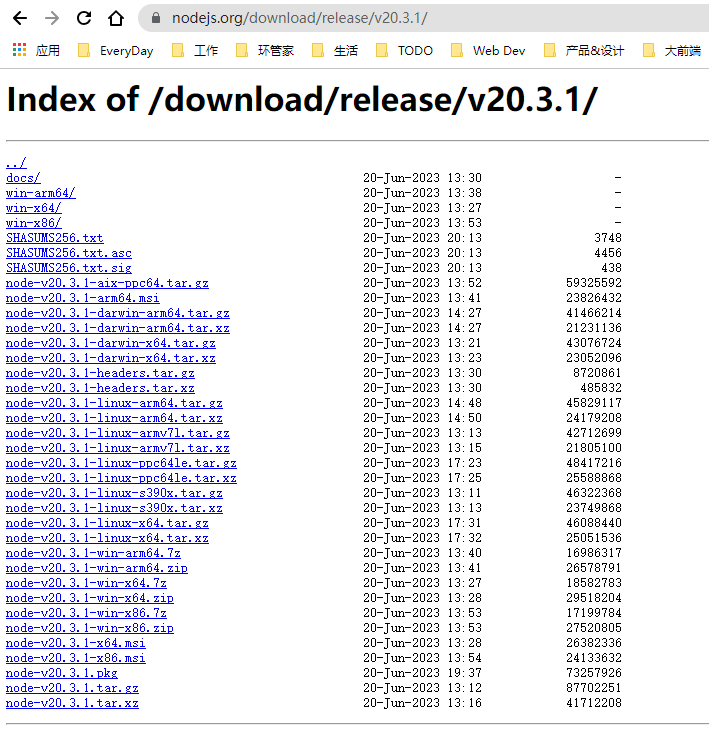 nodejs.org/download/release/v20.3.1/
应用 EveryDay 工作 环管家 生活 TODO Web Dev 产品&设计 大前端
Index of /download/release/v20.3.1/
../
docs/ 20-Jun-2023 13:30 -
win-arm64/ 20-Jun-2023 13:38 -
win-x64/ 20-Jun-2023 13:27 -
win-x86/ 20-Jun-2023 13:53 -
SHASUMS256.txt 20-Jun-2023 20:13 3748
SHASUMS256.txt.asc 20-Jun-2023 20:13 4456
SHASUMS256.txt.sig 20-Jun-2023 20:13 438
node-v20.3.1-aix-ppc64.tar.gz 20-Jun-2023 13:52 59325592
node-v20.3.1-arm64.msi 20-Jun-2023 13:41 23826432
node-v20.3.1-darwin-arm64.tar.gz 20-Jun-2023 14:27 41466214
node-v20.3.1-darwin-arm64.tar.xz 20-Jun-2023 14:27 21231136
node-v20.3.1-darwin-x64.tar.gz 20-Jun-2023 13:21 43076724
node-v20.3.1-darwin-x64.tar.xz 20-Jun-2023 13:23 23052096
node-v20.3.1-headers.tar.gz 20-Jun-2023 13:30 8720861
node-v20.3.1-headers.tar.xz 20-Jun-2023 13:30 485832
node-v20.3.1-linux-arm64.tar.gz 20-Jun-2023 14:48 45829117
node-v20.3.1-linux-arm64.tar.xz 20-Jun-2023 14:50 24179208
node-v20.3.1-linux-armv7l.tar.gz 20-Jun-2023 13:13 42712699
node-v20.3.1-linux-armv7l.tar.xz 20-Jun-2023 13:15 21805100
node-v20.3.1-linux-ppc64le.tar.gz 20-Jun-2023 17:23 48417216
node-v20.3.1-linux-ppc64le.tar.xz 20-Jun-2023 17:25 25588868
node-v20.3.1-linux-s390x.tar.gz 20-Jun-2023 13:11 46322368
node-v20.3.1-linux-s390x.tar.xz 20-Jun-2023 13:13 23749868
node-v20.3.1-linux-x64.tar.gz 20-Jun-2023 17:31 46088440
node-v20.3.1-linux-x64.tar.xz 20-Jun-2023 17:32 25051536
node-v20.3.1-win-arm64.7z 20-Jun-2023 13:40 16986317
node-v20.3.1-win-arm64.zip 20-Jun-2023 13:41 26578791
node-v20.3.1-win-x64.7z 20-Jun-2023 13:27 18582783
node-v20.3.1-win-x64.zip 20-Jun-2023 13:28 29518204
node-v20.3.1-win-x86.7z 20-Jun-2023 13:53 17199784
node-v20.3.1-win-x86.zip 20-Jun-2023 13:53 27520805
node-v20.3.1-x64.msi 20-Jun-2023 13:28 26382336
node-v20.3.1-x86.msi 20-Jun-2023 13:54 24133632
node-v20.3.1.pkg 20-Jun-2023 19:37 73257926
node-v20.3.1.tar.gz 20-Jun-2023 13:12 87702251
node-v20.3.1.tar.xz 20-Jun-2023 13:16 41712208